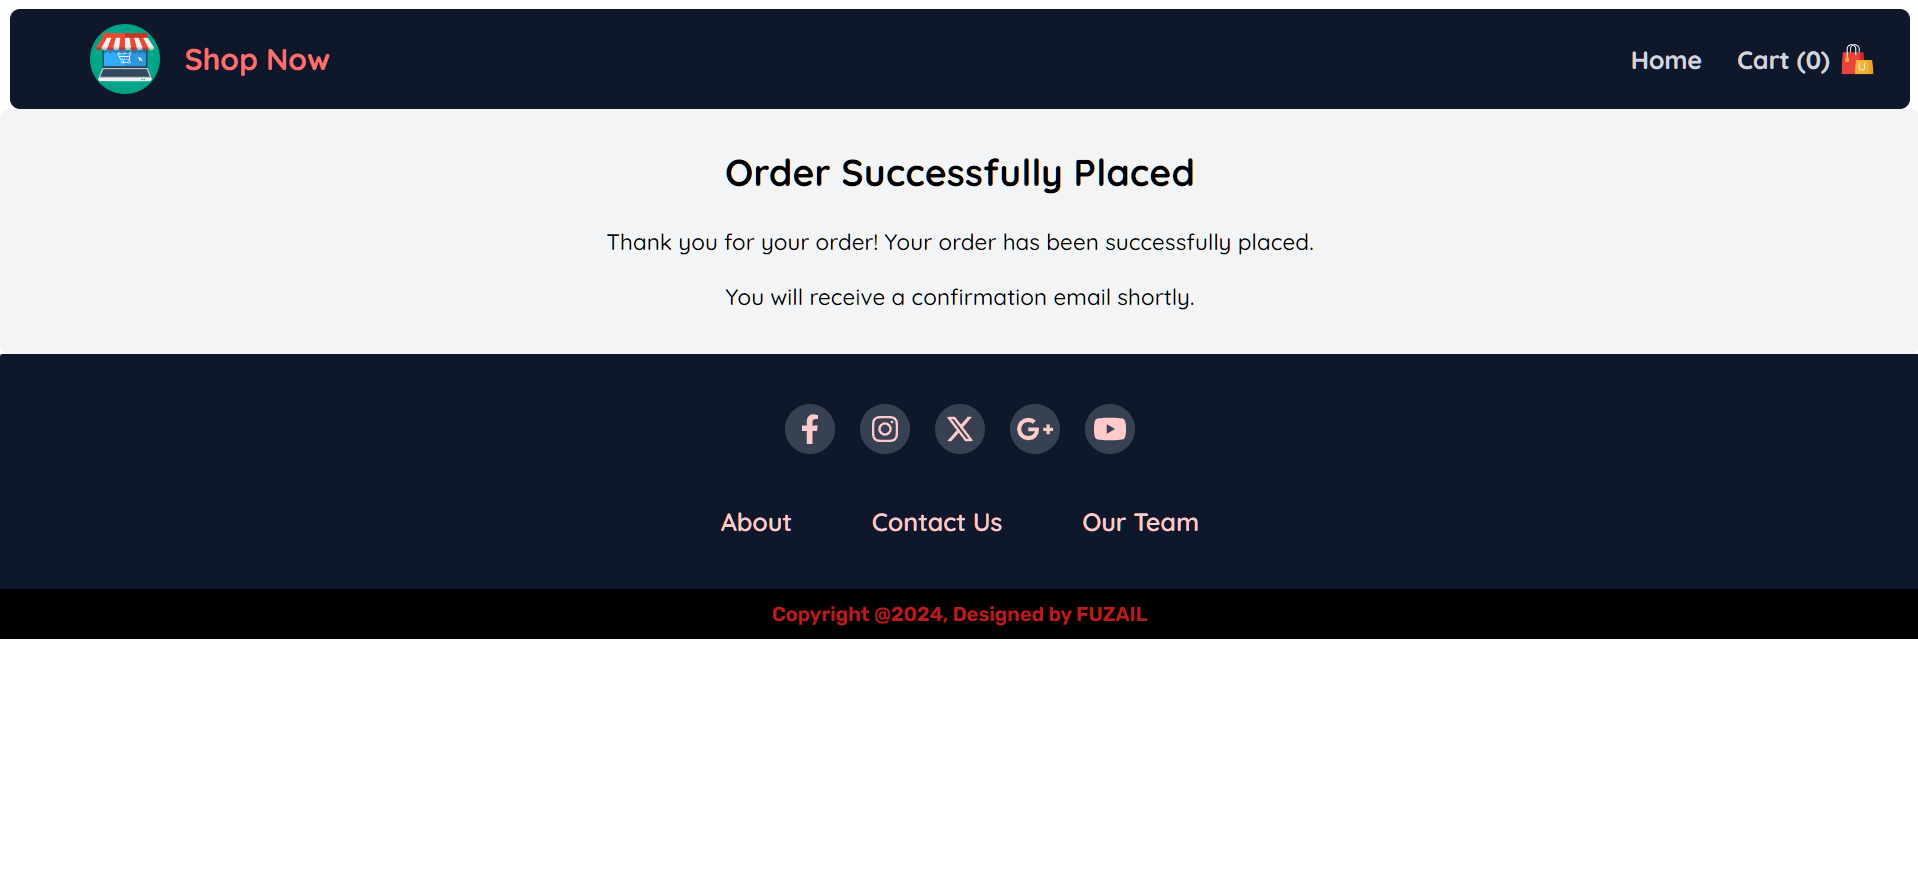 Shop Now
Home
Cart (0)
Order Successfully Placed
Thank you for your order! Your order has been successfully placed.
You will receive a confirmation email shortly.
About
Contact Us
Our Team
Copyright @2024, Designed by FUZAIL